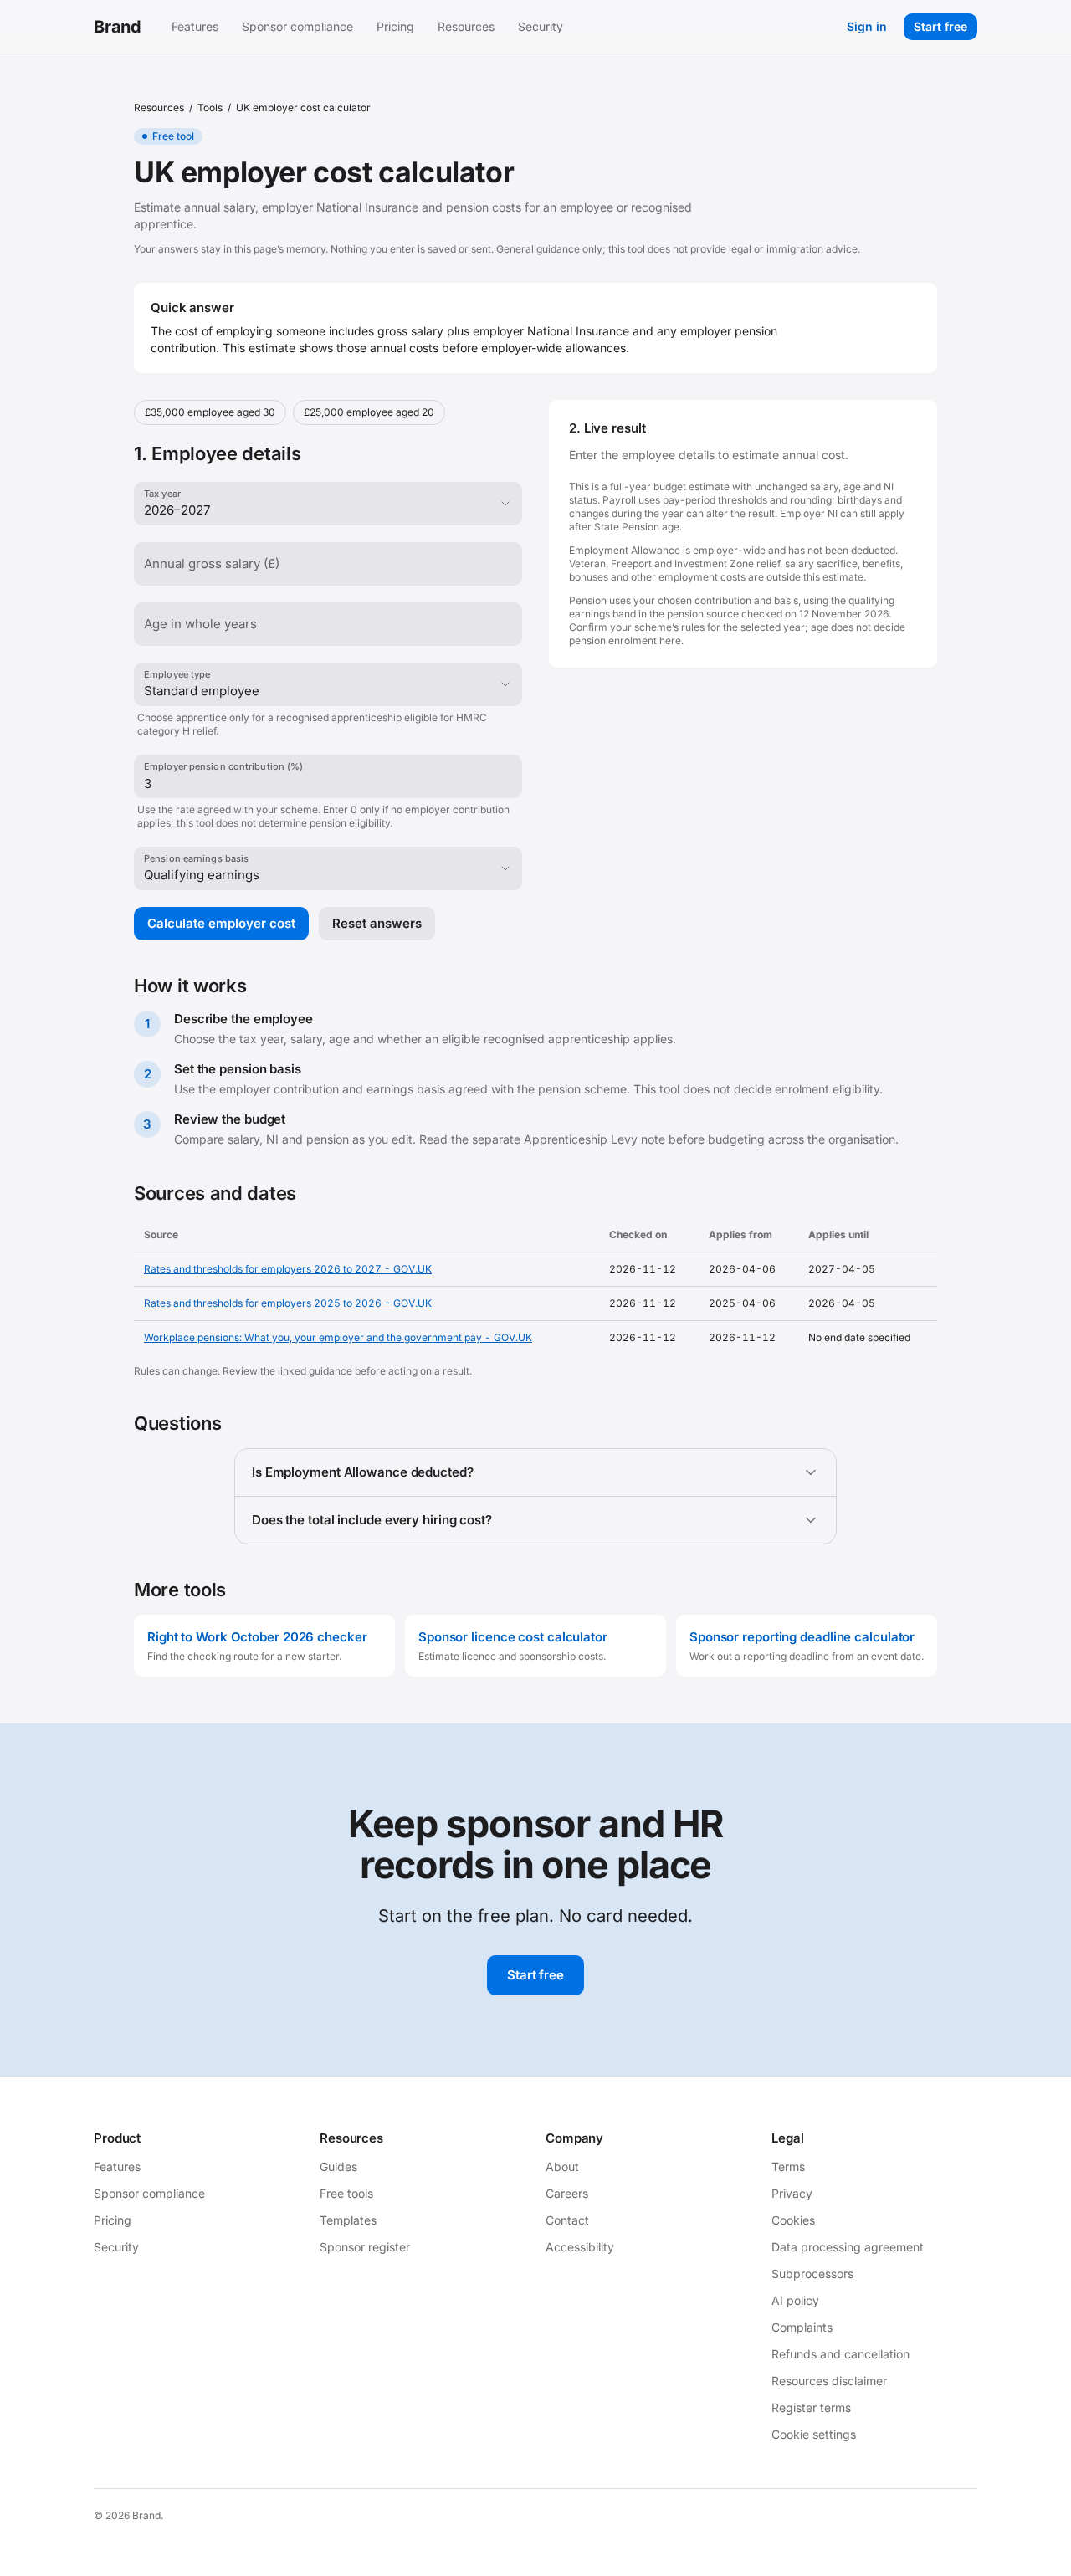 Brand
Features
Sponsor compliance
Pricing
Resources
Security
Sign in
Start free
Resources / Tools / UK employer cost calculator
Free tool
UK employer cost calculator
Estimate annual salary, employer National Insurance and pension costs for an employee or recognised
apprentice.
Your answers stay in this page’s memory. Nothing you enter is saved or sent. General guidance only; this tool does not provide legal or immigration advice.
Quick answer
The cost of employing someone includes gross salary plus employer National Insurance and any employer pension
contribution. This estimate shows those annual costs before employer-wide allowances.
£35,000 employee aged 30
£25,000 employee aged 20
1. Employee details
Tax year
2026–2027
Annual gross salary (£)
Age in whole years
Employee type
Standard employee
Choose apprentice only for a recognised apprenticeship eligible for HMRC
category H relief.
Employer pension contribution (%)
3
Use the rate agreed with your scheme. Enter 0 only if no employer contribution
applies; this tool does not determine pension eligibility.
Pension earnings basis
Qualifying earnings
Calculate employer cost
Reset answers
2. Live result
Enter the employee details to estimate annual cost.
This is a full-year budget estimate with unchanged salary, age and NI
status. Payroll uses pay-period thresholds and rounding; birthdays and
changes during the year can alter the result. Employer NI can still apply
after State Pension age.
Employment Allowance is employer-wide and has not been deducted.
Veteran, Freeport and Investment Zone relief, salary sacrifice, benefits,
bonuses and other employment costs are outside this estimate.
Pension uses your chosen contribution and basis, using the qualifying
earnings band in the pension source checked on 12 November 2026.
Confirm your scheme’s rules for the selected year; age does not decide
pension enrolment here.
How it works
1
Describe the employee
Choose the tax year, salary, age and whether an eligible recognised apprenticeship applies.
2
Set the pension basis
Use the employer contribution and earnings basis agreed with the pension scheme. This tool does not decide enrolment eligibility.
3
Review the budget
Compare salary, NI and pension as you edit. Read the separate Apprenticeship Levy note before budgeting across the organisation.
Sources and dates
Source Checked on Applies from Applies until
Rates and thresholds for employers 2026 to 2027 - GOV.UK 2026-11-12 2026-04-06 2027-04-05
Rates and thresholds for employers 2025 to 2026 - GOV.UK 2026-11-12 2025-04-06 2026-04-05
Workplace pensions: What you, your employer and the government pay - GOV.UK 2026-11-12 2026-11-12 No end date specified
Rules can change. Review the linked guidance before acting on a result.
Questions
Is Employment Allowance deducted?
Does the total include every hiring cost?
More tools
Right to Work October 2026 checker
Find the checking route for a new starter.
Sponsor licence cost calculator
Estimate licence and sponsorship costs.
Sponsor reporting deadline calculator
Work out a reporting deadline from an event date.
Keep sponsor and HR
records in one place
Start on the free plan. No card needed.
Start free
Product
Features
Sponsor compliance
Pricing
Security
Resources
Guides
Free tools
Templates
Sponsor register
Company
About
Careers
Contact
Accessibility
Legal
Terms
Privacy
Cookies
Data processing agreement
Subprocessors
AI policy
Complaints
Refunds and cancellation
Resources disclaimer
Register terms
Cookie settings
© 2026 Brand.